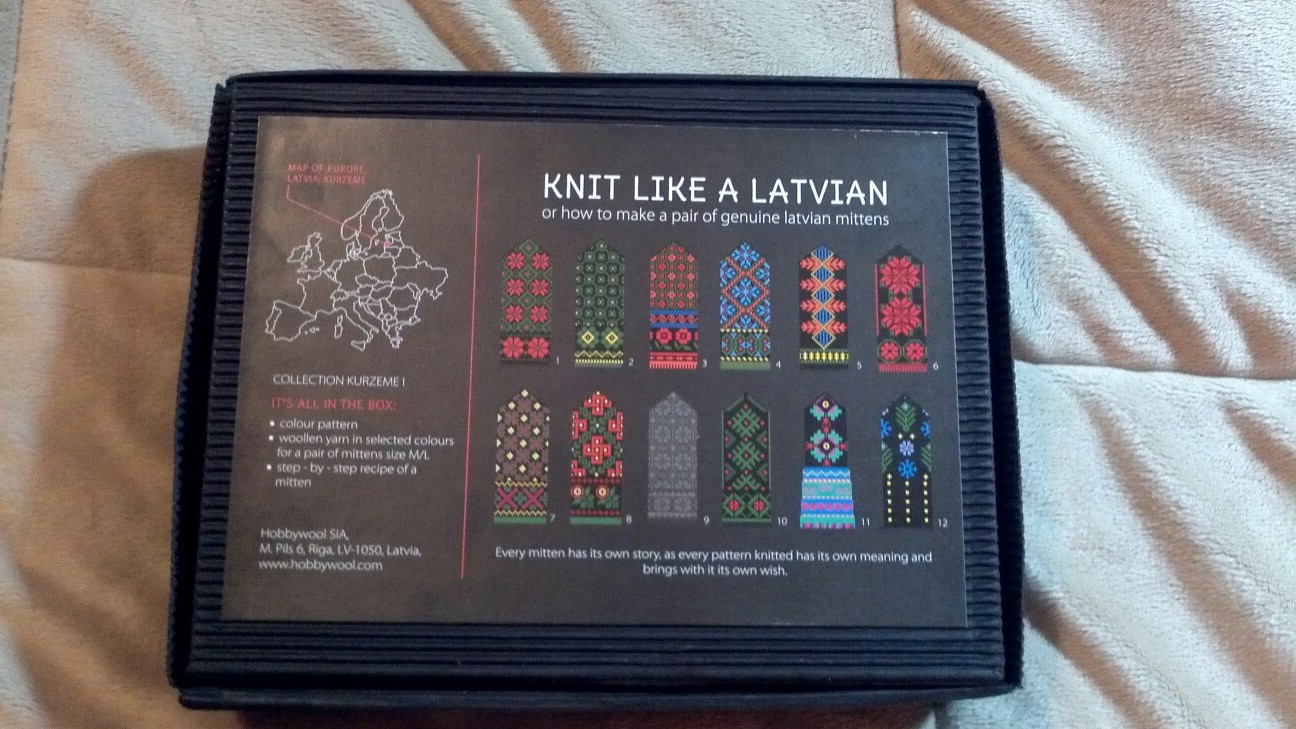 MAP OF EUROPE,
LATVIA, KURZEME
COLLECTION KURZEME I
IT'S ALL IN THE BOX:
▪ colour pattern
▪ woollen yarn in selected colours
for a pair of mittens size M/L
▪ step - by - step recipe of a
mitten
Hobbywool SIA,
M. Pils 6, Riga, LV-1050, Latvia,
www.hobbywool.com
KNIT LIKE A LATVIAN
or how to make a pair of genuine latvian mittens
1 2 3 4 5 6
7 8 9 10 11 12
Every mitten has its own story, as every pattern knitted has its own meaning and
brings with it its own wish.